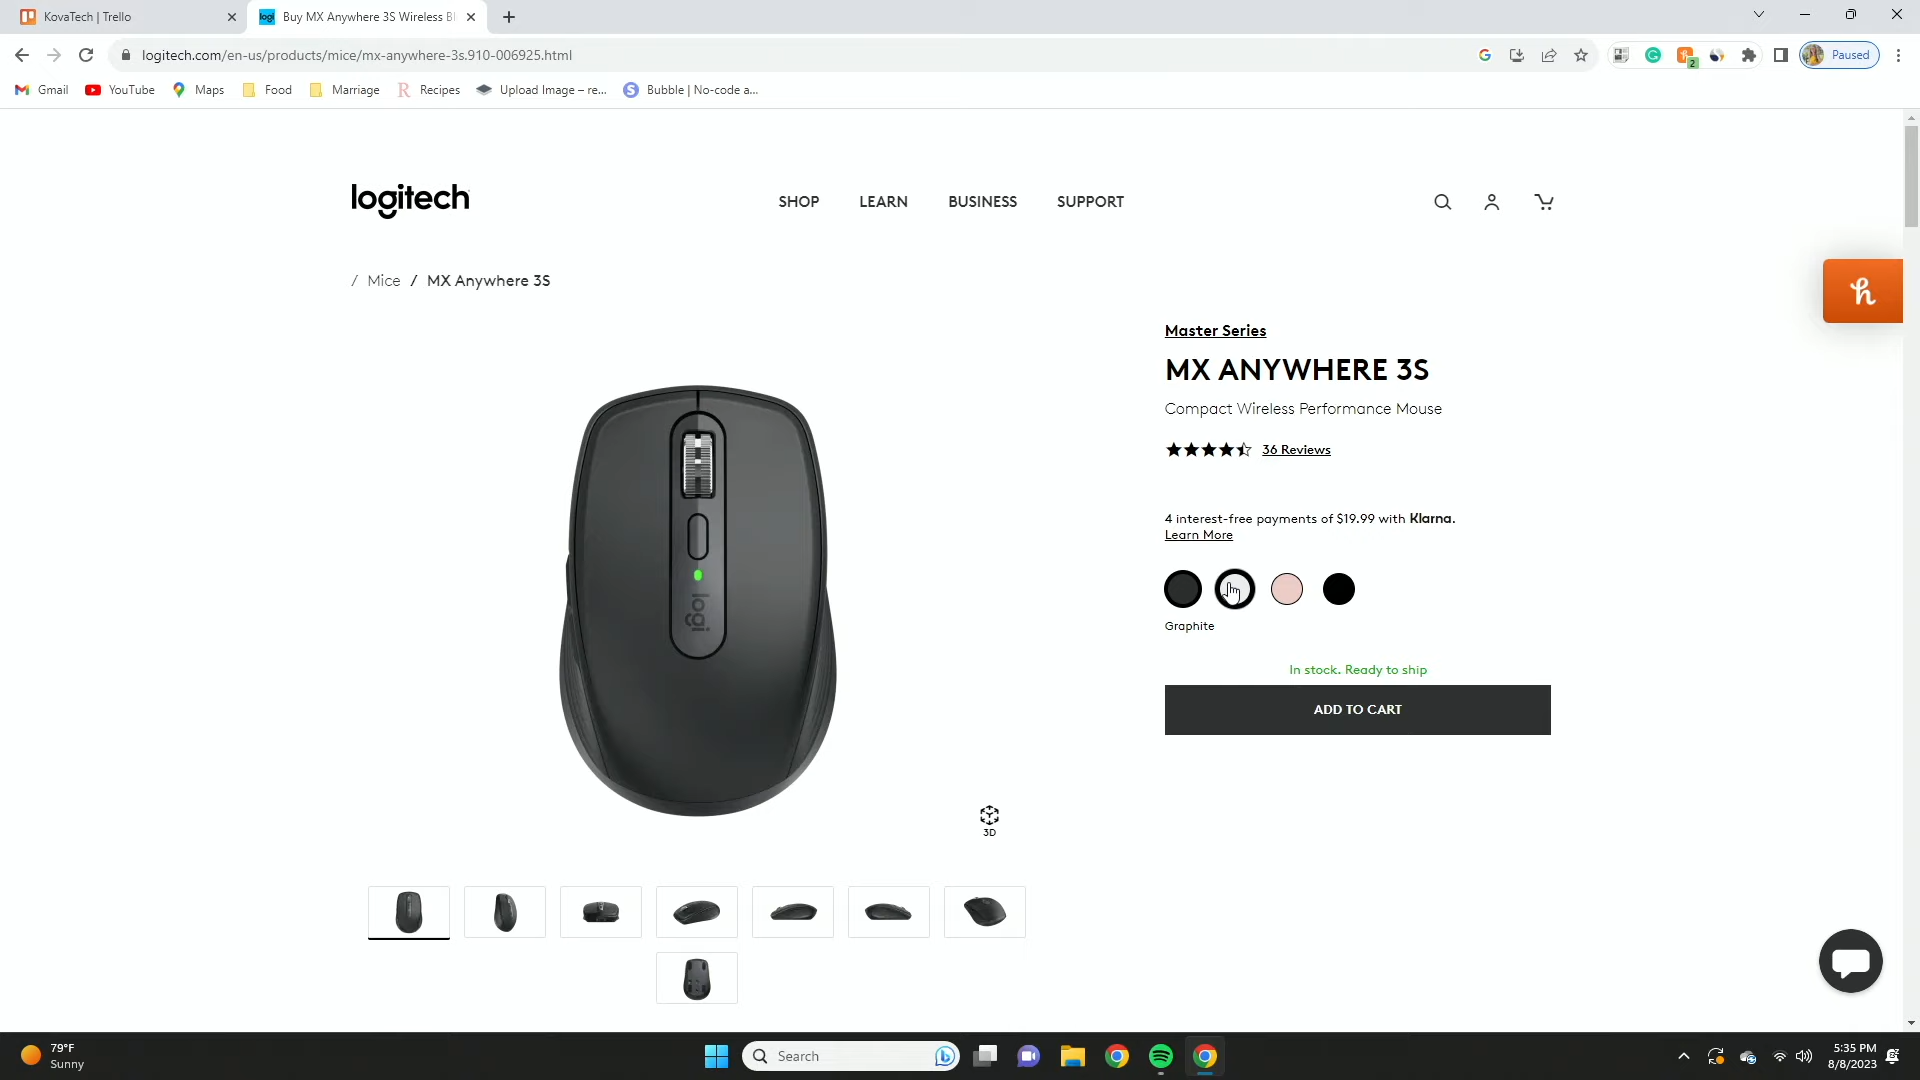 KovaTech | Trello
logi
Buy MX Anywhere 3S Wireless Bl
logitech.com/en-us/products/mice/mx-anywhere-3s.910-006925.html
2
Paused
Gmail
YouTube
Maps
Food
Marriage
Recipes
Upload Image – re...
Bubble | No-code a...
logitech
SHOP
LEARN
BUSINESS
SUPPORT
/ Mice / MX Anywhere 3S
Master Series
MX ANYWHERE 3S
Compact Wireless Performance Mouse
36 Reviews
4 interest-free payments of $19.99 with Klarna.
Learn More
Graphite
In stock. Ready to ship
ADD TO CART
logi
3D
79°F
Sunny
Search
5:35 PM
8/8/2023